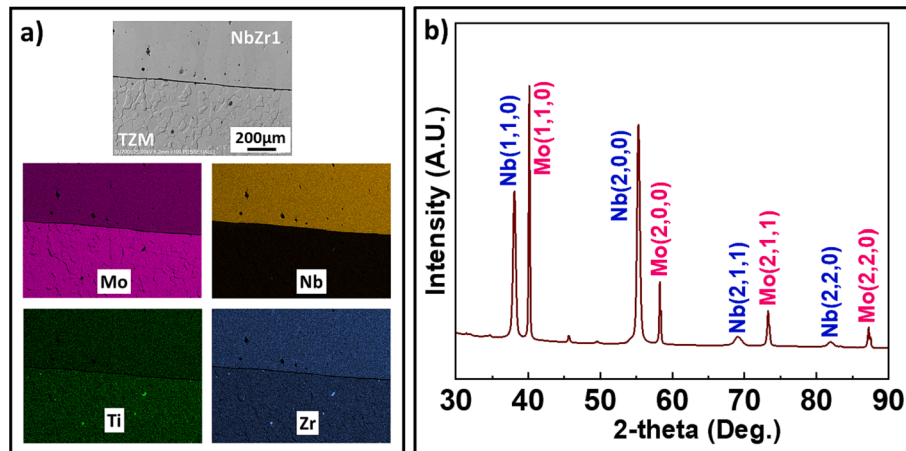 a)
NbZr1
TZM
200µm
Mo
Nb
Ti
Zr
b)
Intensity (A.U.)
Nb(1,1,0)
Mo(1,1,0)
Nb(2,0,0)
Mo(2,0,0)
Nb(2,1,1)
Mo(2,1,1)
Nb(2,2,0)
Mo(2,2,0)
30 40 50 60 70 80 90
2-theta (Deg.)